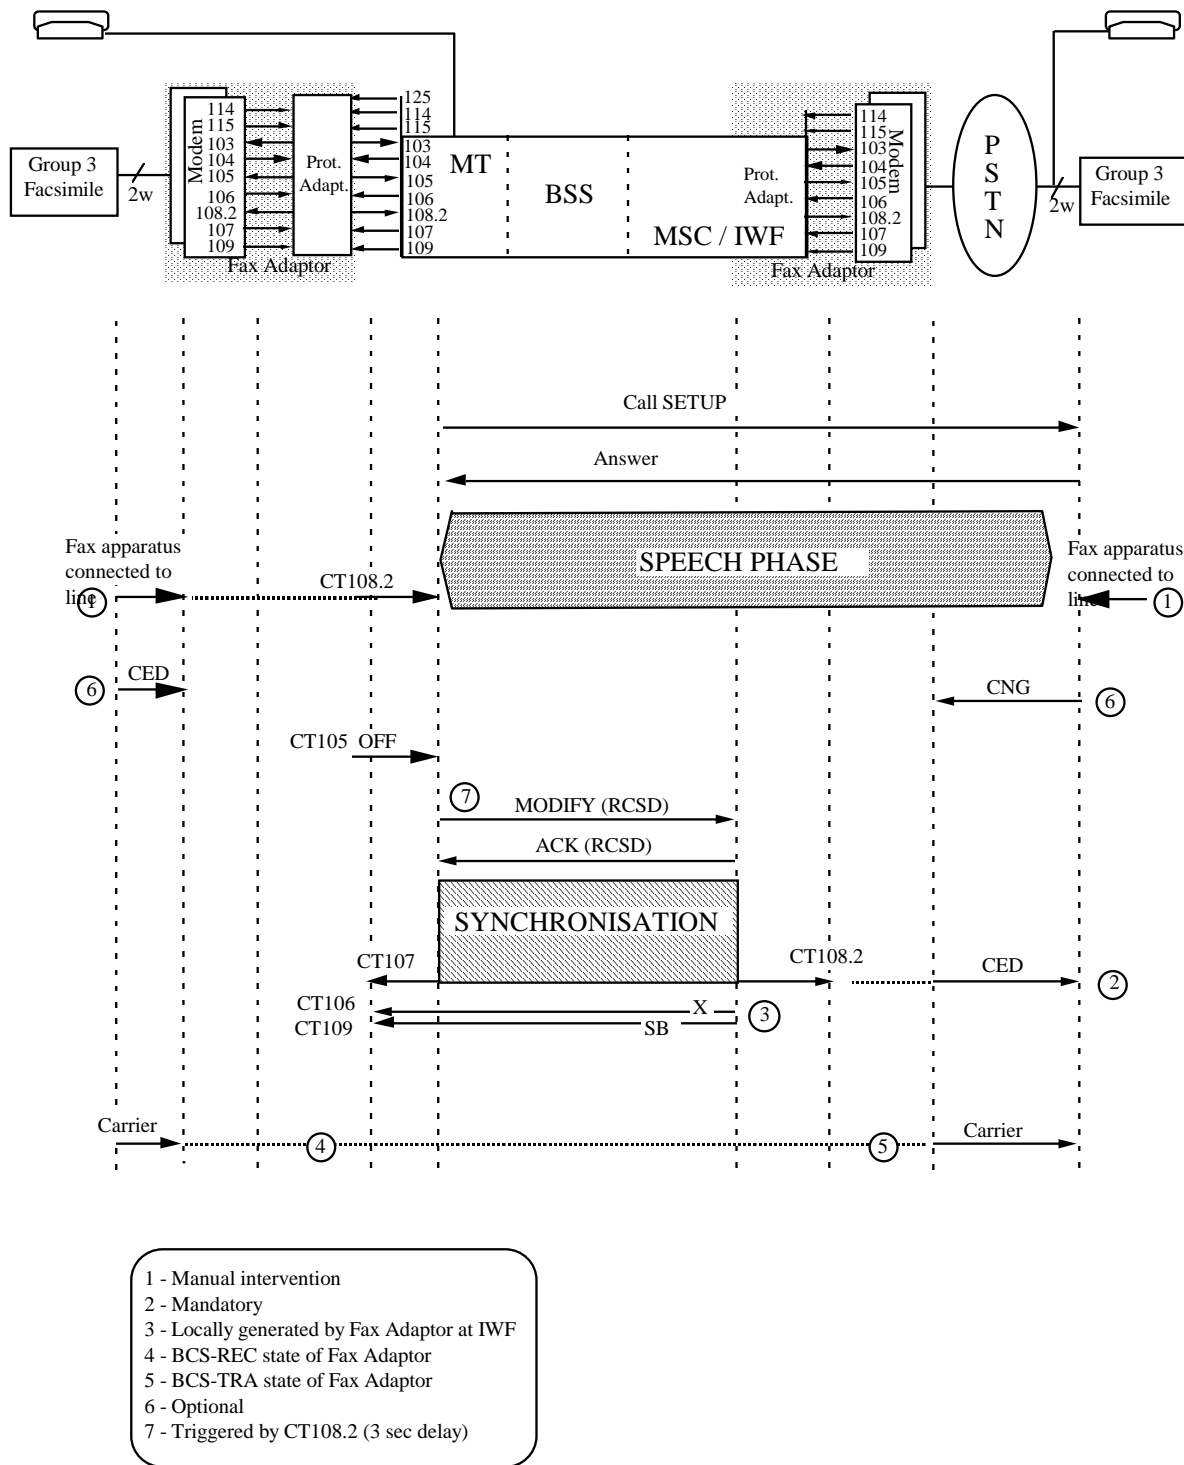 125
114
114
115
115
103
103
104
104
105
105
106
106
108.2
108.2
107
107
109
109
Modem
Prot.
Adapt.
Fax Adaptor
Group 3
Facsimile
2w
MT
BSS
MSC / IWF
Prot.
Adapt.
114
115
103
104
105
106
108.2
107
109
Modem
Fax Adaptor
P
S
T
N
2w
Group 3
Facsimile
Call SETUP
Answer
SPEECH PHASE
Fax apparatus
connected to
line
1
CT108.2
Fax apparatus
connected to
line
1
6
CED
CNG
6
CT105 OFF
7
MODIFY (RCSD)
ACK (RCSD)
SYNCHRONISATION
CT107
CT108.2
CED
2
CT106
X
3
CT109
SB
Carrier
4
5
Carrier
1 - Manual intervention
2 - Mandatory
3 - Locally generated by Fax Adaptor at IWF
4 - BCS-REC state of Fax Adaptor
5 - BCS-TRA state of Fax Adaptor
6 - Optional
7 - Triggered by CT108.2 (3 sec delay)